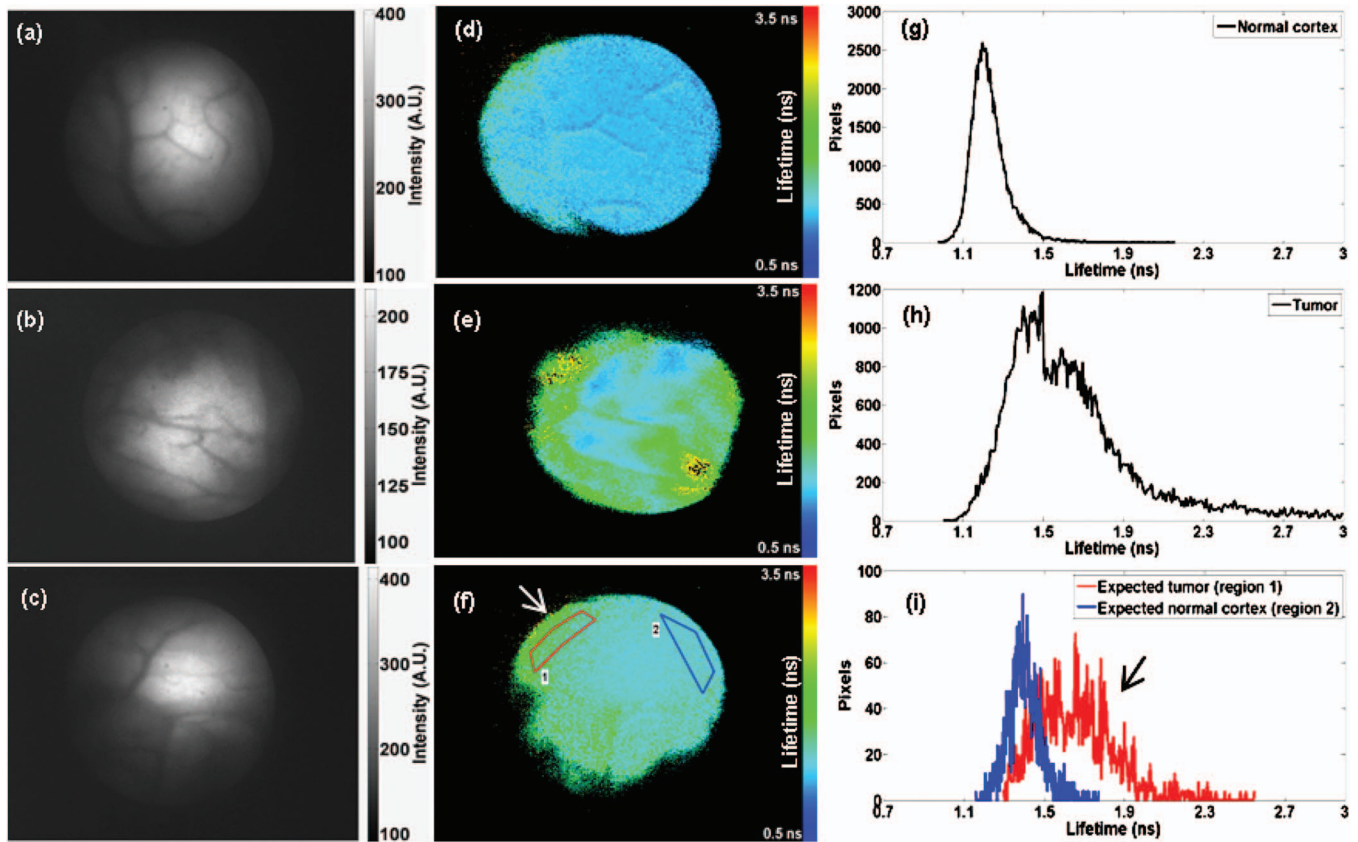 (a)
400
300
200
100
Intensity (A.U.)
(d)
3.5 ns
Lifetime (ns)
0.5 ns
(g)
Normal cortex
3000
2500
2000
1500
1000
500
0
Pixels
0.7 1.1 1.5 1.9 2.3 2.7 3
Lifetime (ns)
(b)
200
175
150
125
100
Intensity (A.U.)
(e)
3.5 ns
Lifetime (ns)
0.5 ns
(h)
Tumor
1200
1000
800
600
400
200
0
Pixels
0.7 1.1 1.5 1.9 2.3 2.7 3
Lifetime (ns)
(c)
400
300
200
100
Intensity (A.U.)
(f)
1
2
3.5 ns
Lifetime (ns)
0.5 ns
(i)
Expected tumor (region 1)
Expected normal cortex (region 2)
100
80
60
40
20
0
Pixels
0.7 1.1 1.5 1.9 2.3 2.7 3
Lifetime (ns)